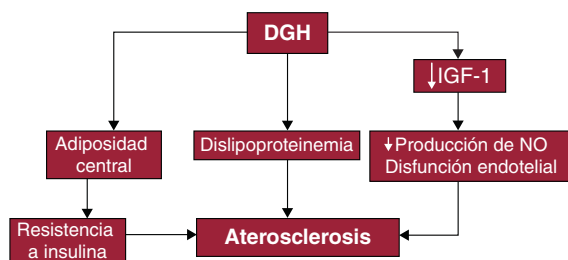 DGH
↓IGF-1
Adiposidad
central
Dislipoproteinemia
↓Producción de NO
Disfunción endotelial
Resistencia
a insulina
Aterosclerosis